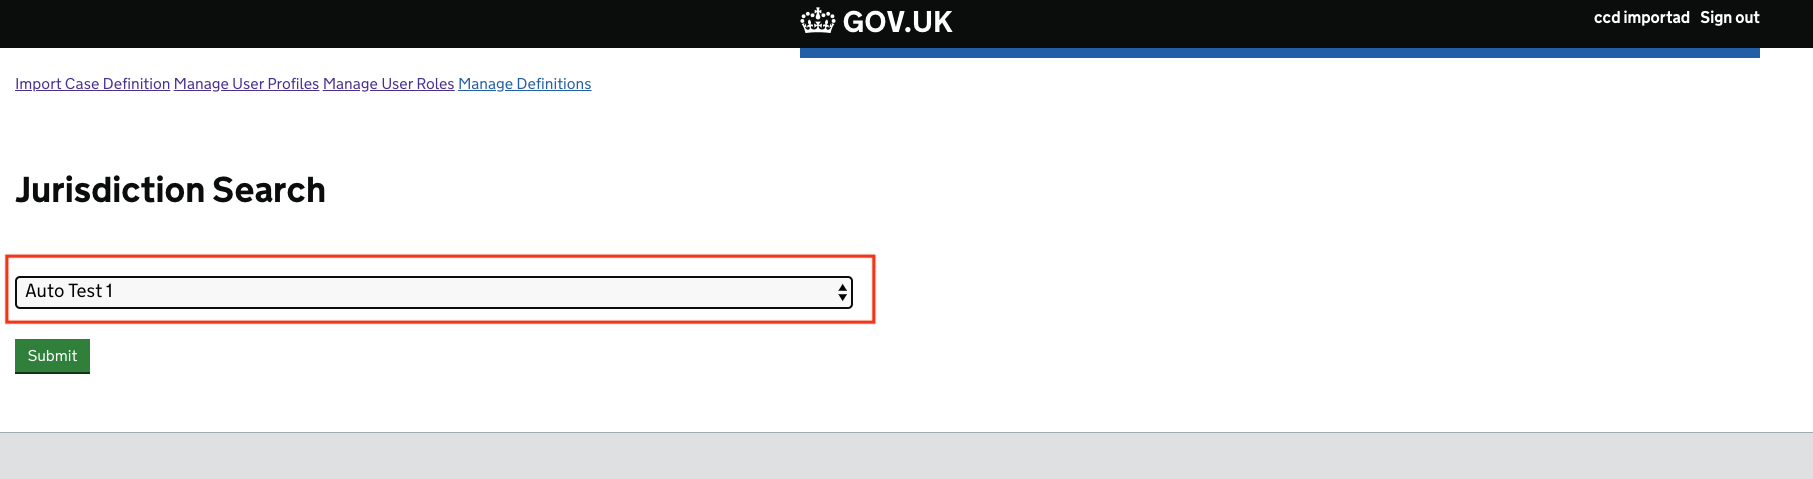 GOV.UK
ccd importad Sign out
Import Case Definition Manage User Profiles Manage User Roles Manage Definitions
Jurisdiction Search
Auto Test 1
Submit